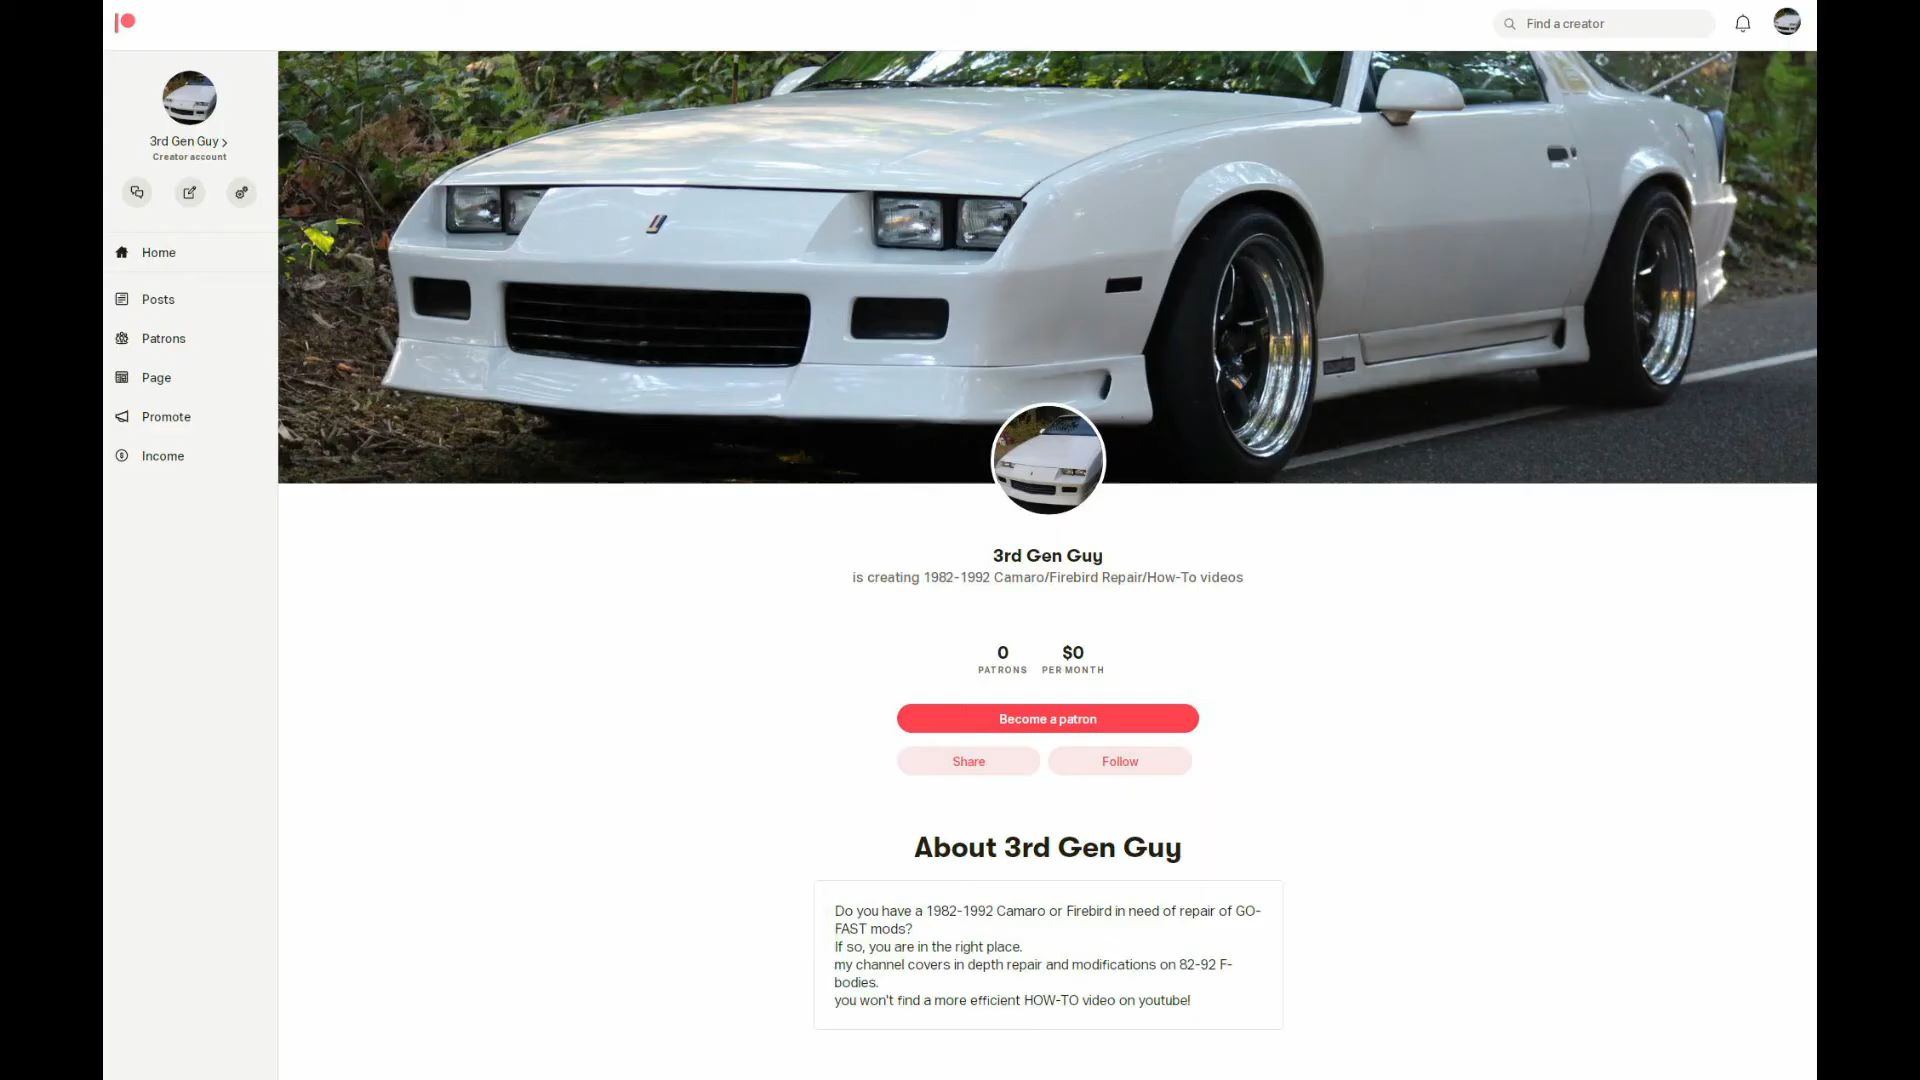 Find a creator
3rd Gen Guy
Creator account
Home
Posts
Patrons
Page
Promote
Income
3rd Gen Guy
is creating 1982-1992 Camaro/Firebird Repair/How-To videos
0 $0
PATRONS PER MONTH
Become a patron
Share Follow
About 3rd Gen Guy
Do you have a 1982-1992 Camaro or Firebird in need of repair of GO-
FAST mods?
If so, you are in the right place.
my channel covers in depth repair and modifications on 82-92 F-
bodies.
you won't find a more efficient HOW-TO video on youtube!